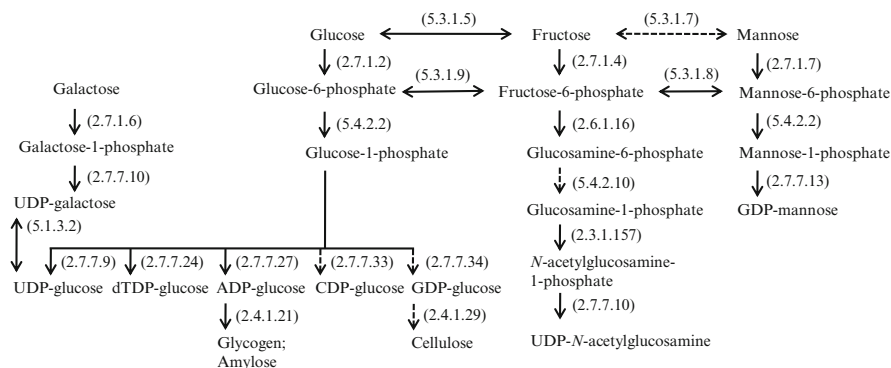 (5.3.1.5) (5.3.1.7)
Glucose Fructose Mannose
(2.7.1.2) (2.7.1.4) (2.7.1.7)
(5.3.1.9) (5.3.1.8)
Galactose Glucose-6-phosphate Fructose-6-phosphate Mannose-6-phosphate
(2.7.1.6) (5.4.2.2) (2.6.1.16) (5.4.2.2)
Galactose-1-phosphate Glucose-1-phosphate Glucosamine-6-phosphate Mannose-1-phosphate
(2.7.7.10) (5.4.2.10) (2.7.7.13)
UDP-galactose Glucosamine-1-phosphate GDP-mannose
(5.1.3.2) (2.3.1.157)
(2.7.7.9) (2.7.7.24) (2.7.7.27) (2.7.7.33) (2.7.7.34) N-acetylglucosamine-
1-phosphate
UDP-glucose dTDP-glucose ADP-glucose CDP-glucose GDP-glucose
(2.4.1.21) (2.4.1.29) (2.7.7.10)
Glycogen; Cellulose UDP-N-acetylglucosamine
Amylose